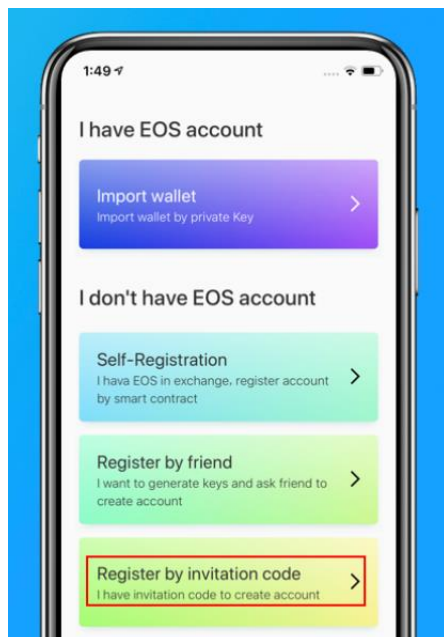 1:49
I have EOS account
Import wallet
Import wallet by private Key
I don't have EOS account
Self-Registration
I hava EOS in exchange, register account
by smart contract
Register by friend
I want to generate keys and ask friend to
create account
Register by invitation code
I have invitation code to create account